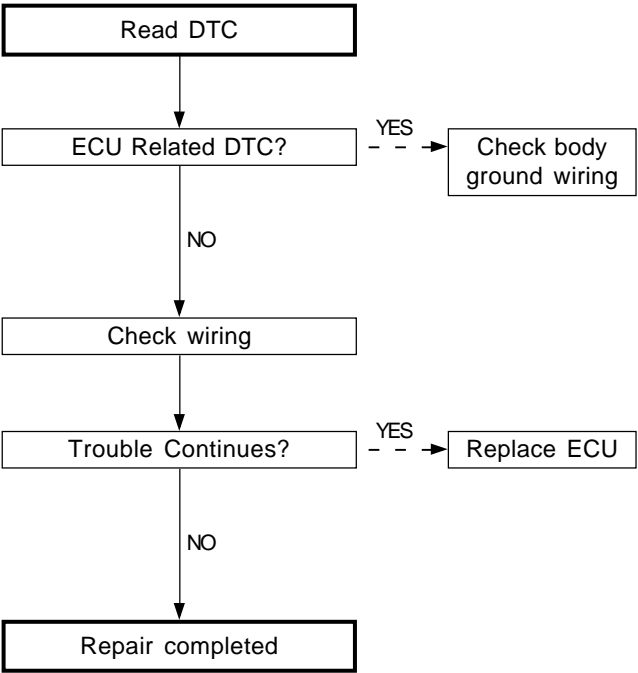 Read DTC
ECU Related DTC?
YES
Check body
ground wiring
NO
Check wiring
Trouble Continues?
YES
Replace ECU
NO
Repair completed